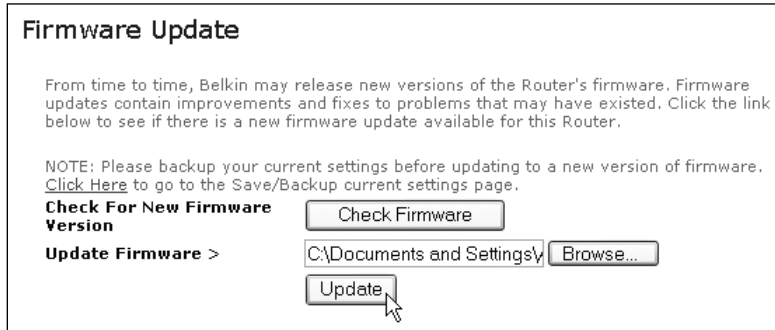 Firmware Update
From time to time, Belkin may release new versions of the Router's firmware. Firmware
updates contain improvements and fixes to problems that may have existed. Click the link
below to see if there is a new firmware update available for this Router.
NOTE: Please backup your current settings before updating to a new version of firmware.
Click Here to go to the Save/Backup current settings page.
Check For New Firmware
Version
Check Firmware
Update Firmware >
C:\Documents and Settings\
Browse...
Update